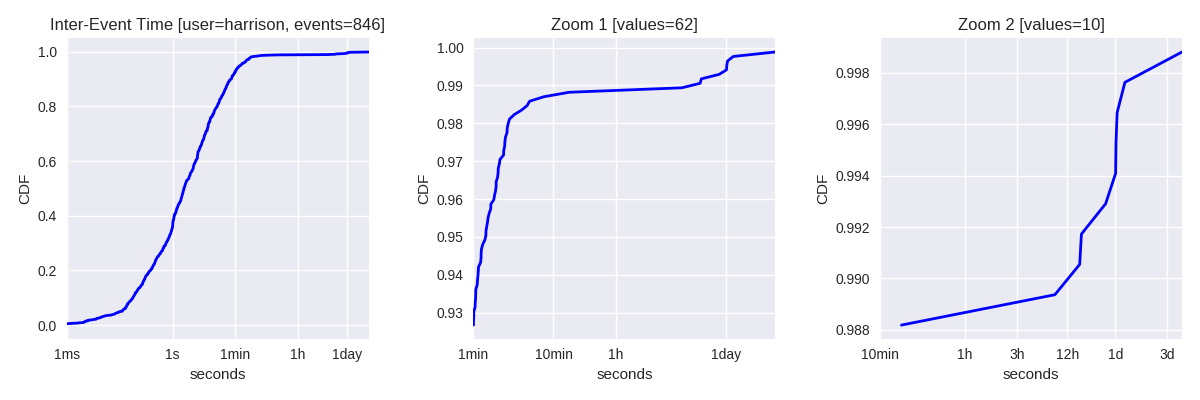 Inter-Event Time [user=harrison, events=846]
1.0
0.8
0.6
0.4
0.2
0.0
CDF
1ms 1s 1min 1h 1day
seconds
Zoom 1 [values=62]
1.00
0.99
0.98
0.97
0.96
0.95
0.94
0.93
CDF
1min 10min 1h 1day
seconds
Zoom 2 [values=10]
0.998
0.996
0.994
0.992
0.990
0.988
CDF
10min 1h 3h 12h 1d 3d
seconds